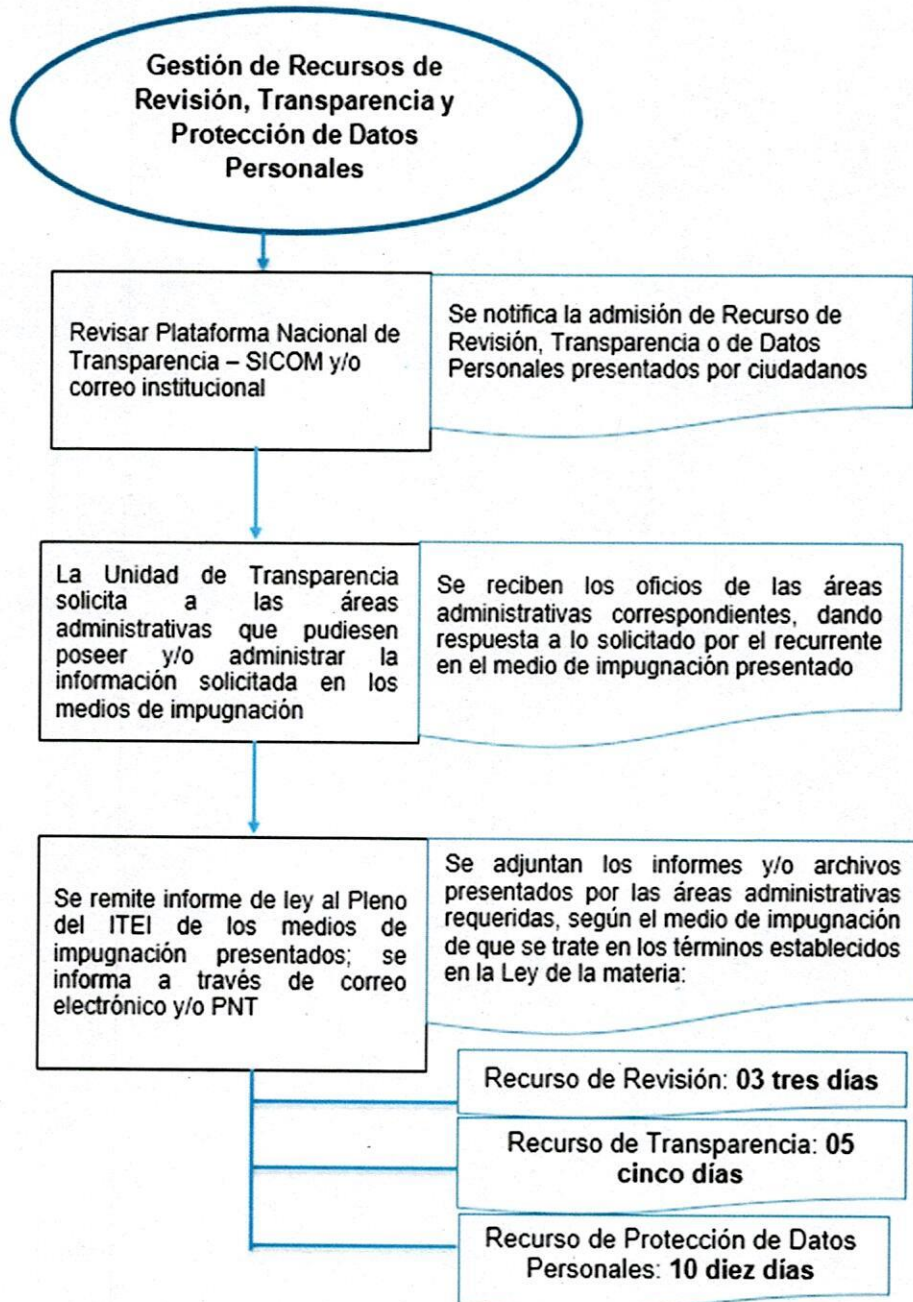 Gestión de Recursos de
Revisión, Transparencia y
Protección de Datos
Personales
Revisar Plataforma Nacional de
Transparencia – SICOM y/o
correo institucional
Se notifica la admisión de Recurso de
Revisión, Transparencia o de Datos
Personales presentados por ciudadanos
La Unidad de Transparencia
solicita a las áreas
administrativas que pudiesen
poseer y/o administrar la
información solicitada en los
medios de impugnación
Se reciben los oficios de las áreas
administrativas correspondientes, dando
respuesta a lo solicitado por el recurrente
en el medio de impugnación presentado
Se remite informe de ley al Pleno
del ITEI de los medios de
impugnación presentados; se
informa a través de correo
electrónico y/o PNT
Se adjuntan los informes y/o archivos
presentados por las áreas administrativas
requeridas, según el medio de impugnación
de que se trate en los términos establecidos
en la Ley de la materia:
Recurso de Revisión: 03 tres días
Recurso de Transparencia: 05
cinco días
Recurso de Protección de Datos
Personales: 10 diez días